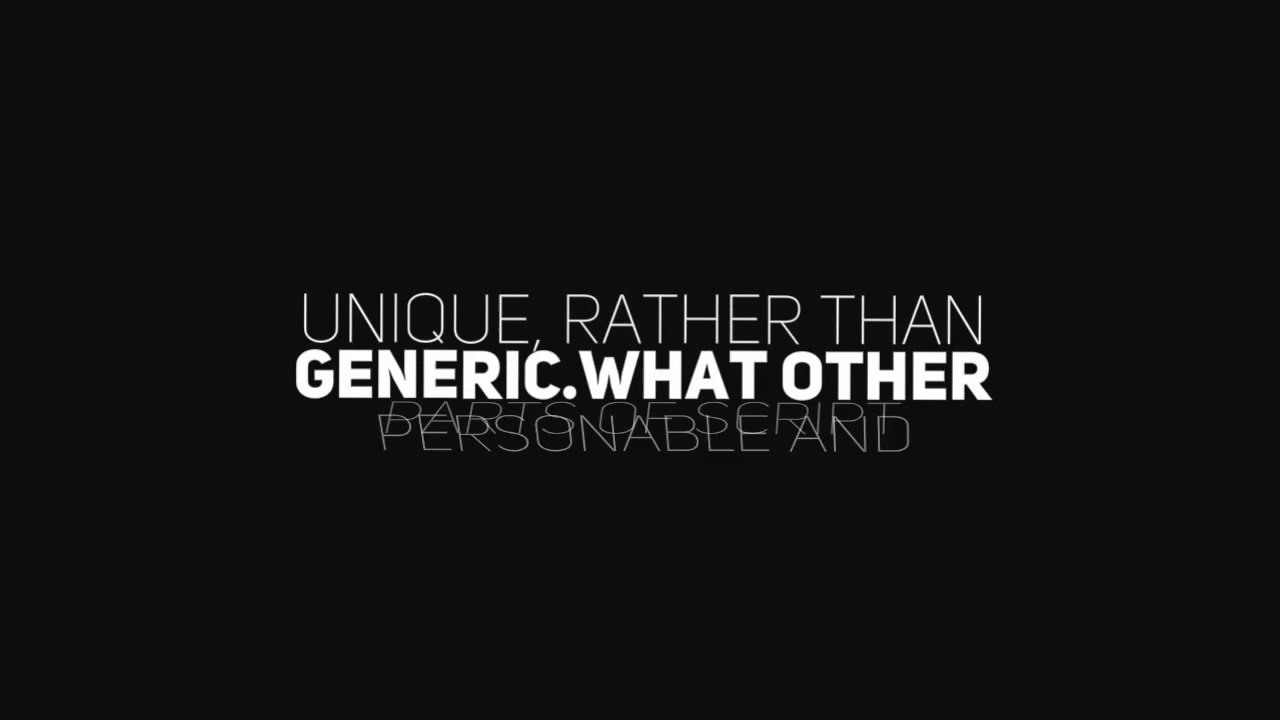 UNIQUE, RATHER THAN
GENERIC.WHAT OTHER
PARTS OF SCRIPT
PERSONABLE AND